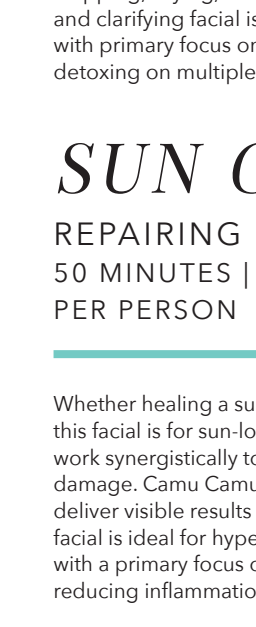 and clarifying facial is
with primary focus on
detoxing on multiple
SUN
REPAIRING
50 MINUTES |
PER PERSON
Whether healing a su
this facial is for sun-lo
work synergistically to
damage. Camu Camu
deliver visible results
facial is ideal for hype
with a primary focus o
reducing inflammatio